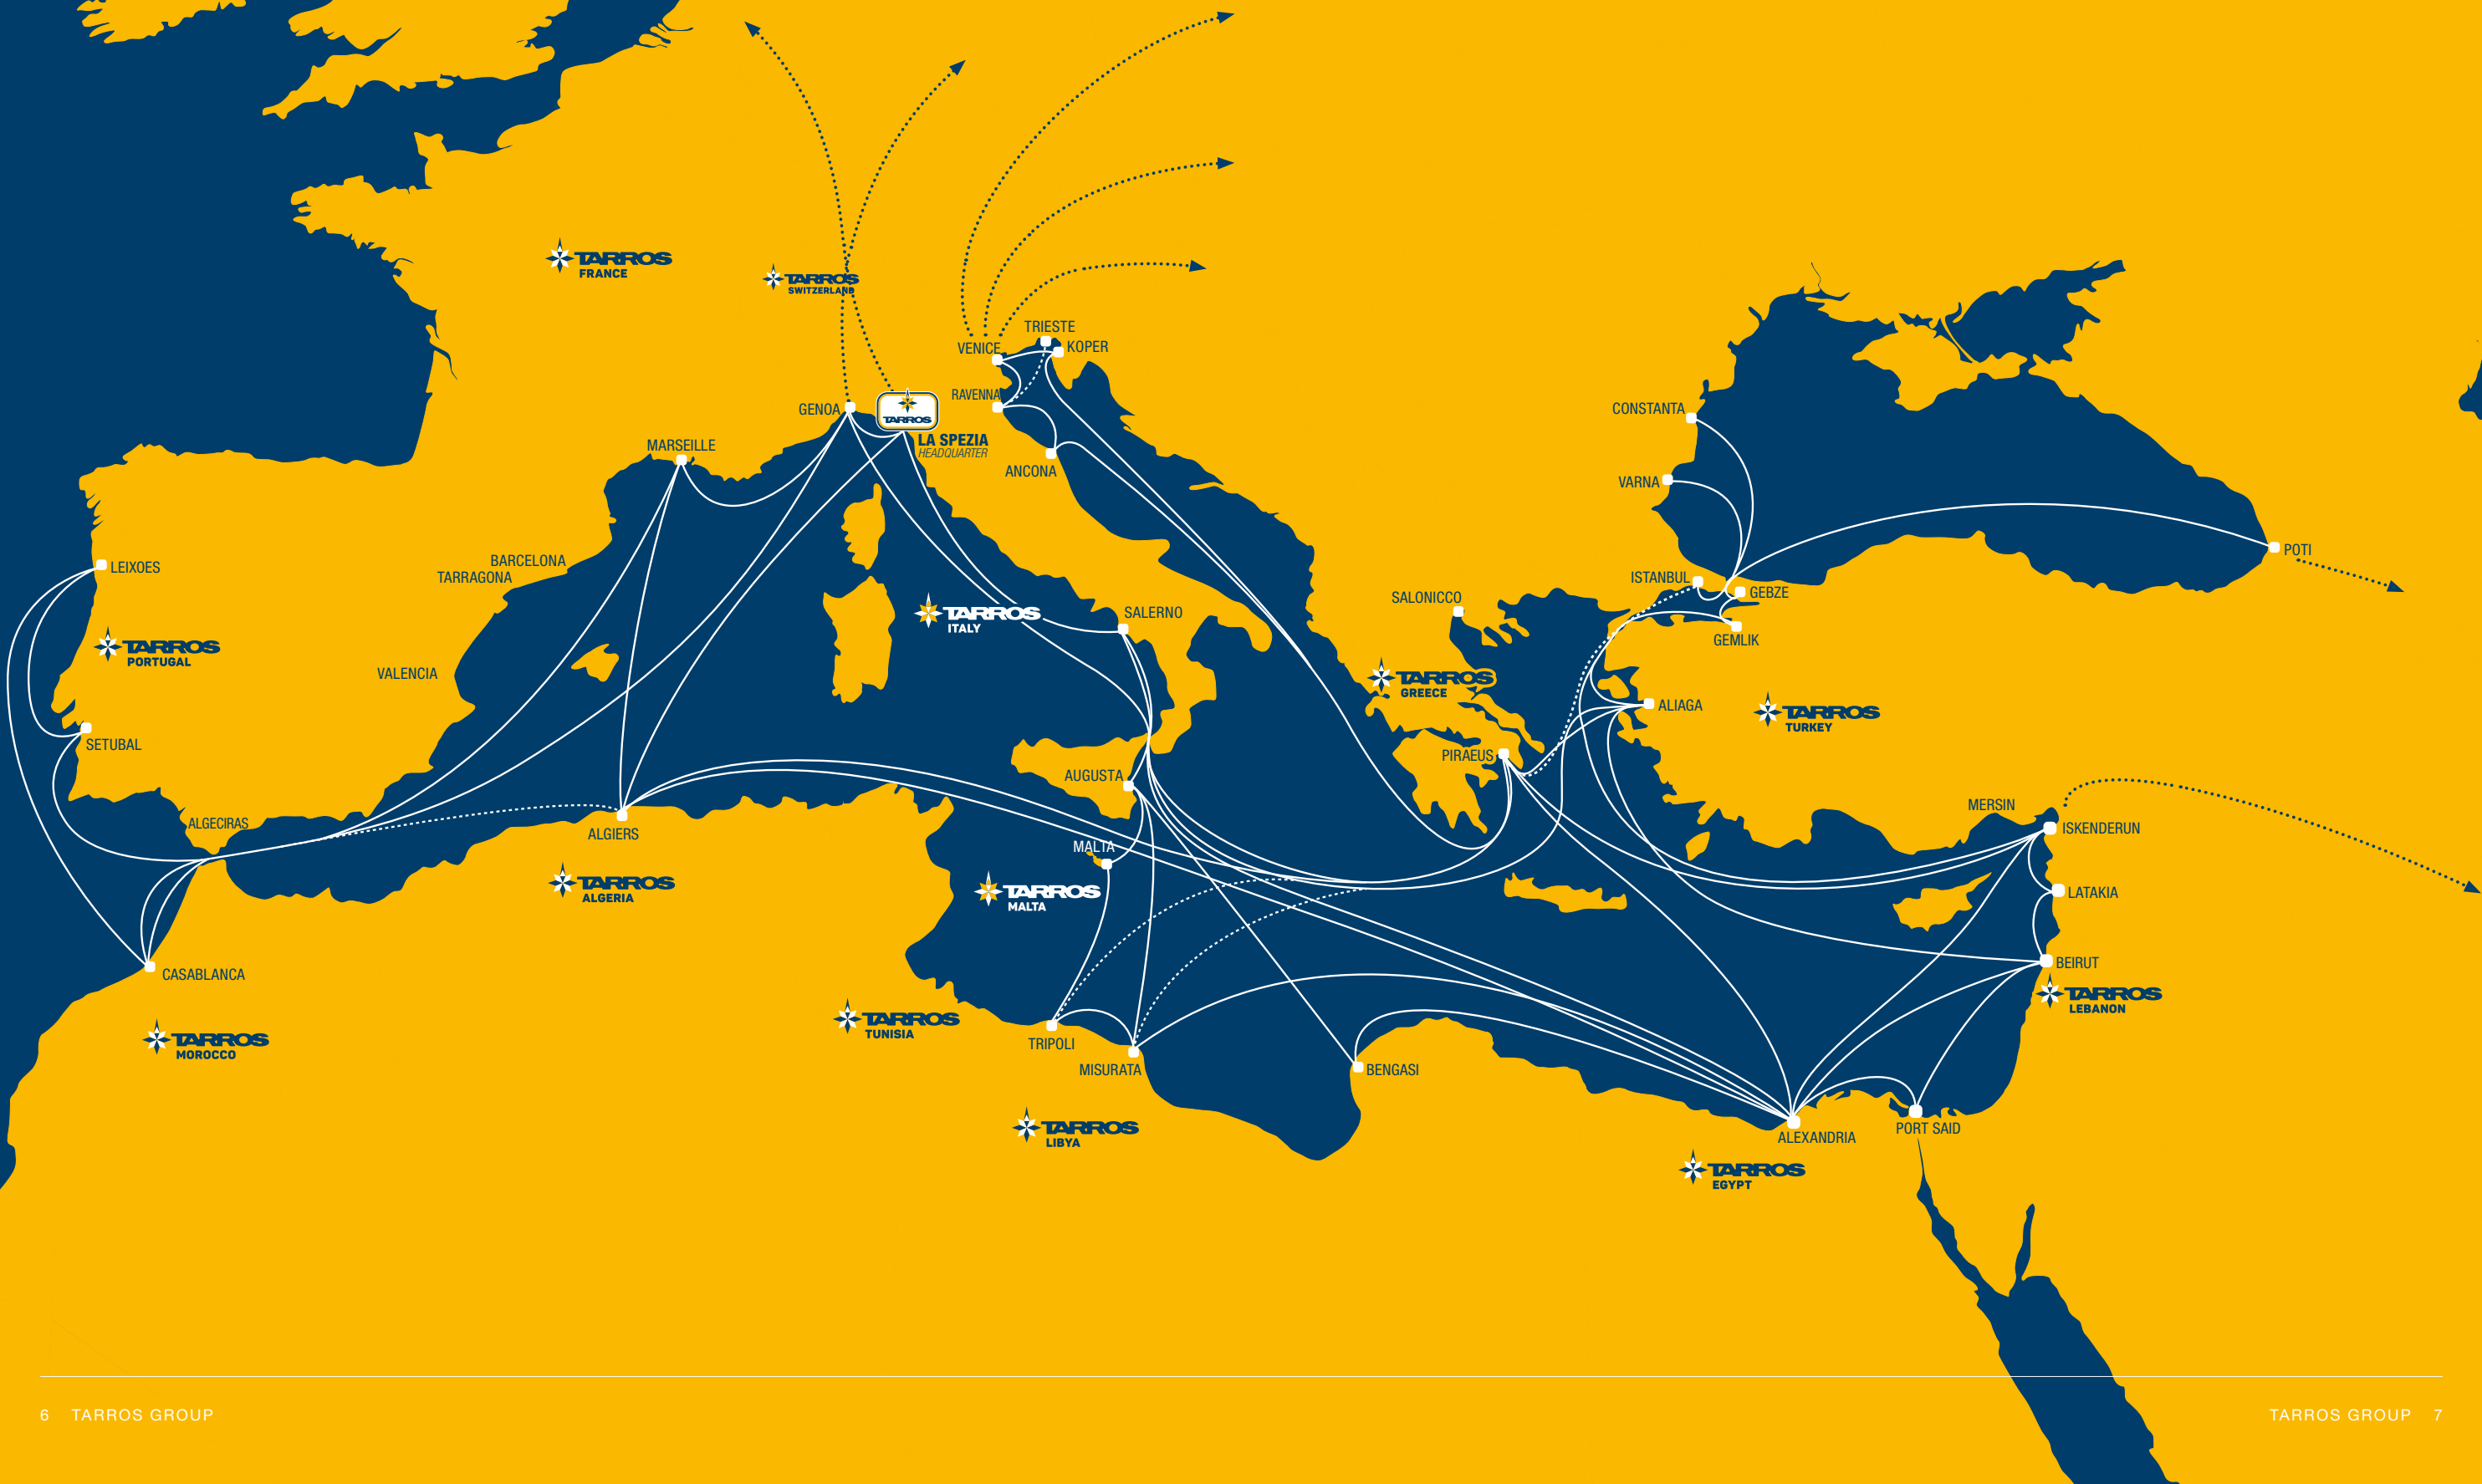 TARROS
FRANCE
TARROS
SWITZERLAND
TRIESTE
VENICE
KOPER
RAVENNA
GENOA
TARROS
LA SPEZIA
HEADQUARTER
MARSEILLE
ANCONA
CONSTANTA
VARNA
BARCELONA
TARRAGONA
LEIXOES
POTI
ISTANBUL
GEBZE
SALONICCO
GEMLIK
TARROS
ITALY
SALERNO
TARROS
PORTUGAL
VALENCIA
TARROS
GREECE
ALIAGA
TARROS
TURKEY
SETUBAL
PIRAEUS
AUGUSTA
MERSIN
ALGECIRAS
ALGIERS
ISKENDERUN
MALTA
TARROS
ALGERIA
TARROS
MALTA
LATAKIA
CASABLANCA
BEIRUT
TARROS
LEBANON
TARROS
MOROCCO
TARROS
TUNISIA
TRIPOLI
MISURATA
BENGASI
TARROS
LIBYA
ALEXANDRIA
PORT SAID
TARROS
EGYPT
6 TARROS GROUP
TARROS GROUP 7